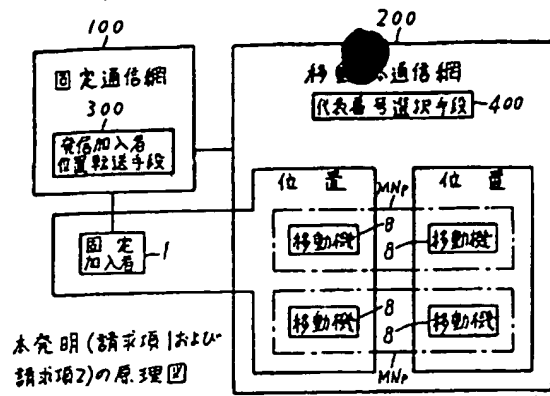 100
200
固定通信網
移動 通信網
300
代表番号選択手段
400
発信加入者
位置転送手段
位置
MNp
位置
移動機
8
8
移動機
固定
加入者
1
移動機
8
8
移動機
MNp
本発明(請求項1および
請求項2)の原理図